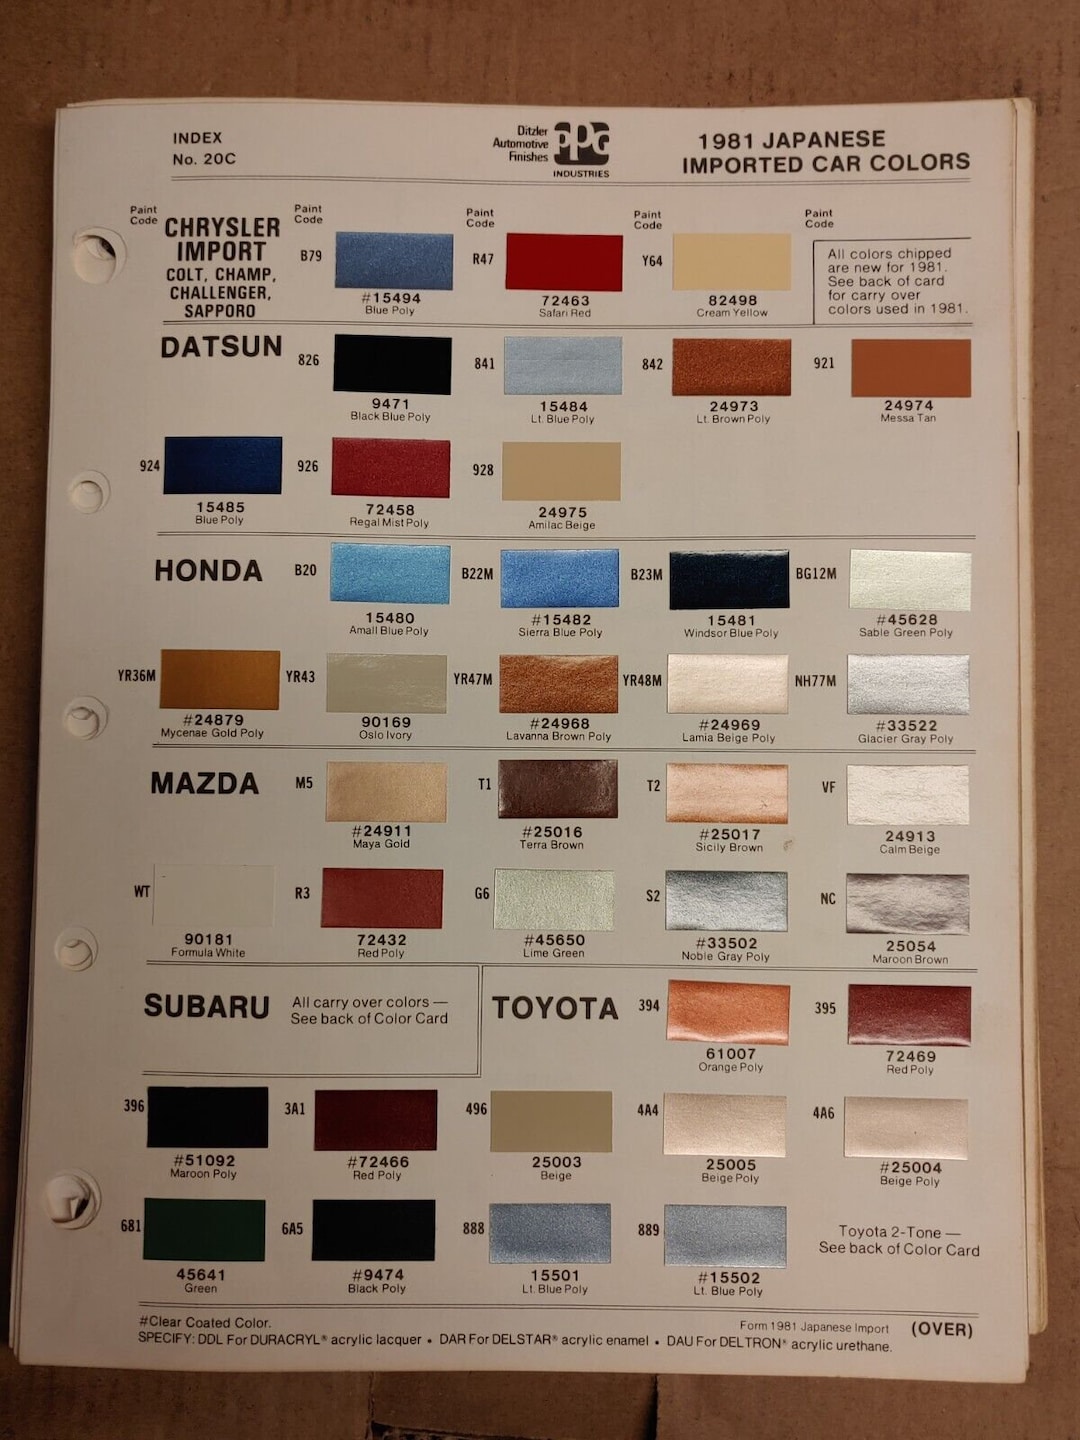 INDEX
No. 20C
Ditzler
Automotive
Finishes
PPG
INDUSTRIES
1981 JAPANESE
IMPORTED CAR COLORS
Paint
Code
Paint
Code
Paint
Code
Paint
Code
Paint
Code
CHRYSLER
IMPORT
COLT, CHAMP,
CHALLENGER,
SAPPORO
B79
#15494
Blue Poly
R47
72463
Safari Red
Y64
82498
Cream Yellow
All colors chipped
are new for 1981.
See back of card
for carry over
colors used in 1981.
DATSUN
826
9471
Black Blue Poly
841
15484
Lt. Blue Poly
842
24973
Lt. Brown Poly
921
24974
Messa Tan
924
15485
Blue Poly
926
72458
Regal Mist Poly
928
24975
Amilac Beige
HONDA
B20
15480
Amall Blue Poly
B22M
#15482
Sierra Blue Poly
B23M
15481
Windsor Blue Poly
BG12M
#45628
Sable Green Poly
YR36M
#24879
Mycenae Gold Poly
YR43
90169
Oslo Ivory
YR47M
#24968
Lavanna Brown Poly
YR48M
#24969
Lamia Beige Poly
NH77M
#33522
Glacier Gray Poly
MAZDA
M5
#24911
Maya Gold
T1
#25016
Terra Brown
T2
#25017
Sicily Brown
VF
24913
Calm Beige
WT
90181
Formula White
R3
72432
Red Poly
G6
#45650
Lime Green
S2
#33502
Noble Gray Poly
NC
25054
Maroon Brown
SUBARU
All carry over colors —
See back of Color Card
TOYOTA
394
61007
Orange Poly
395
72469
Red Poly
396
#51092
Maroon Poly
3A1
#72466
Red Poly
496
25003
Beige
4A4
25005
Beige Poly
4A6
#25004
Beige Poly
681
45641
Green
6A5
#9474
Black Poly
888
15501
Lt. Blue Poly
889
#15502
Lt. Blue Poly
Toyota 2-Tone —
See back of Color Card
#Clear Coated Color.
Form 1981 Japanese Import (OVER)
SPECIFY: DDL For DURACRYL® acrylic lacquer • DAR For DELSTAR® acrylic enamel • DAU For DELTRON® acrylic urethane.